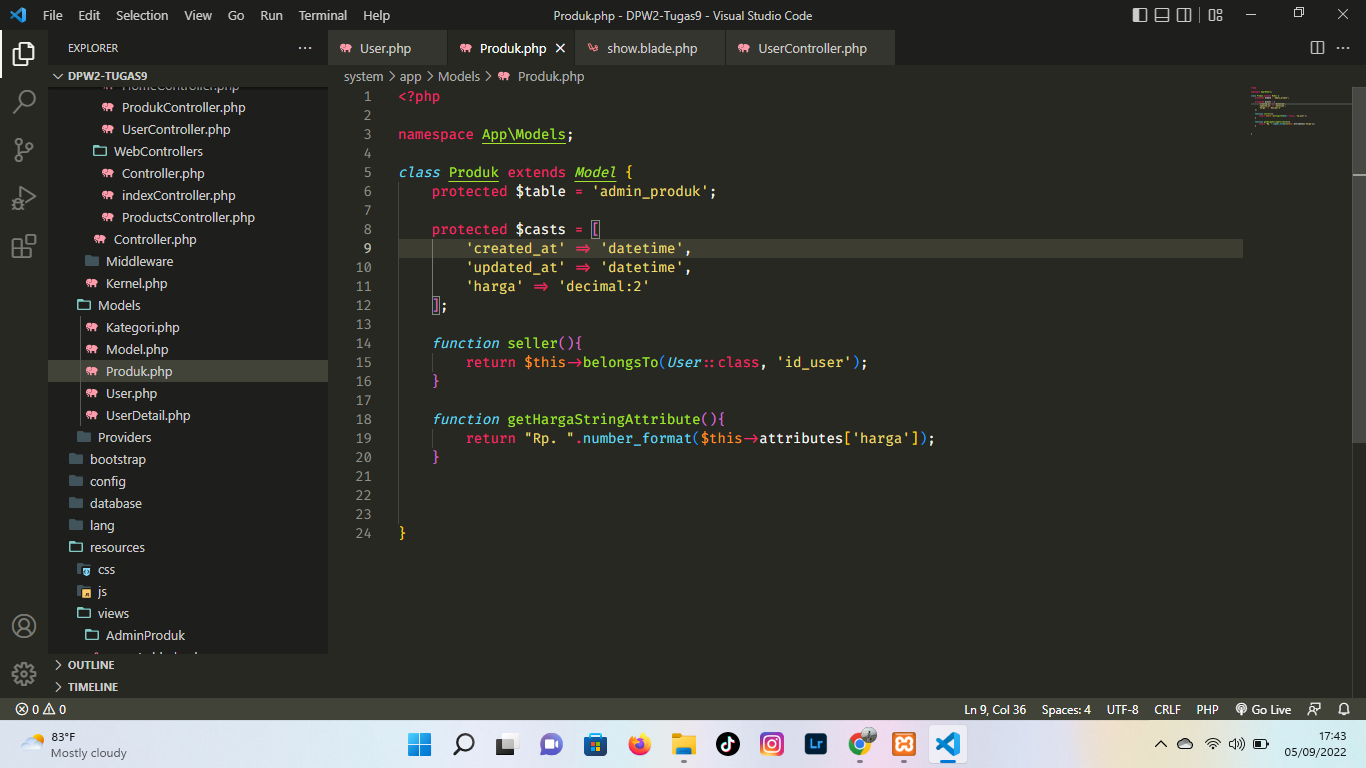 File Edit Selection View Go Run Terminal Help
Produk.php - DPW2-Tugas9 - Visual Studio Code
EXPLORER
DPW2-TUGAS9
HomeController.php
ProdukController.php
UserController.php
WebControllers
Controller.php
indexController.php
ProductsController.php
Controller.php
Middleware
Kernel.php
Models
Kategori.php
Model.php
Produk.php
User.php
UserDetail.php
Providers
bootstrap
config
database
lang
resources
css
js
views
AdminProduk
OUTLINE
TIMELINE
User.php Produk.php show.blade.php UserController.php
system > app > Models > Produk.php
1 <?php
2
3 namespace App\Models;
4
5 class Produk extends Model {
6 protected $table = 'admin_produk';
7
8 protected $casts = [
9 'created_at' => 'datetime',
10 'updated_at' => 'datetime',
11 'harga' => 'decimal:2'
12 ];
13
14 function seller(){
15 return $this->belongsTo(User::class, 'id_user');
16 }
17
18 function getHargaStringAttribute(){
19 return "Rp. ".number_format($this->attributes['harga']);
20 }
21
22
23
24 }
0 0
Ln 9, Col 36 Spaces: 4 UTF-8 CRLF PHP Go Live
83°F
Mostly cloudy
Lr
17:43
05/09/2022